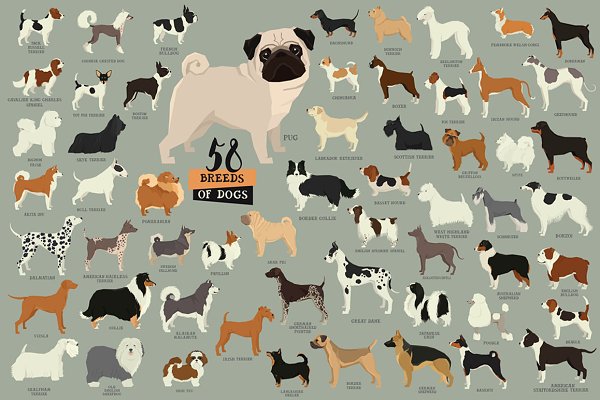 JACK
RUSSELL
TERRIER
CHINESE CRESTED DOG
FRENCH
BULLDOG
DACHSHUND
NORWICH
TERRIER
BEDLINGTON
TERRIER
PEMBROKE WELSH CORGI
DOBERMAN
CAVALIER KING CHARLES
SPANIEL
TOY FOX TERRIER
BOSTON
TERRIER
PUG
CHIHUAHUA
BOXER
FOX TERRIER
IBIZAN HOUND
GREYHOUND
58
BREEDS
OF DOGS
BICHON
FRISE
SKYE TERRIER
LABRADOR RETRIEVER
SCOTTISH TERRIER
GRIFFON
BRUXELLOIS
SPITZ
ROTTWEILER
AKITA INU
BULL TERRIER
POMERANIAN
BORDER COLLIE
BASSET HOUND
WEST HIGHLAND
WHITE TERRIER
SCHNAUZER
BORZOI
DALMATIAN
AMERICAN HAIRLESS
TERRIER
SWEDISH
VALLHUND
PAPILLON
SHAR PEI
ENGLISH SPRINGER SPANIEL
AUSTRALIAN
SHEPHERD
ENGLISH
BULLDOG
VIZSLA
COLLIE
ALASKAN
MALAMUTE
IRISH TERRIER
GERMAN
SHORTHAIRED
POINTER
GREAT DANE
JAPANESE
CHIN
POODLE
BEAGLE
SEALYHAM
TERRIER
OLD
ENGLISH
SHEEPDOG
SHIH TZU
LANCASHIRE
HEELER
BORDER
TERRIER
GERMAN
SHEPHERD
BASENJI
AMERICAN
STAFFORDSHIRE TERRIER